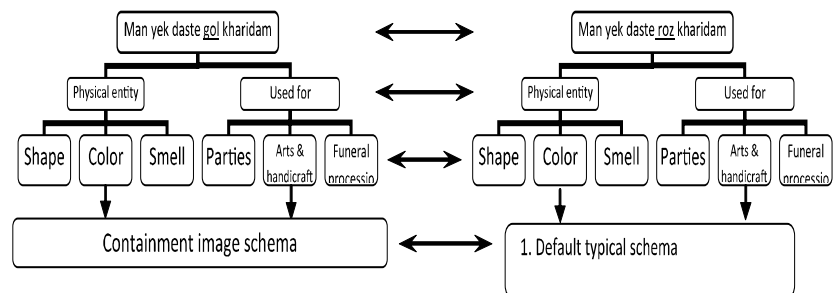 Man yek daste gol kharidam
Man yek daste roz kharidam
Physical entity
Used for
Physical entity
Used for
Shape
Color
Smell
Parties
Arts &
handicraft
Funeral
processio
Shape
Color
Smell
Parties
Arts &
handicraft
Funeral
processio
Containment image schema
1. Default typical schema